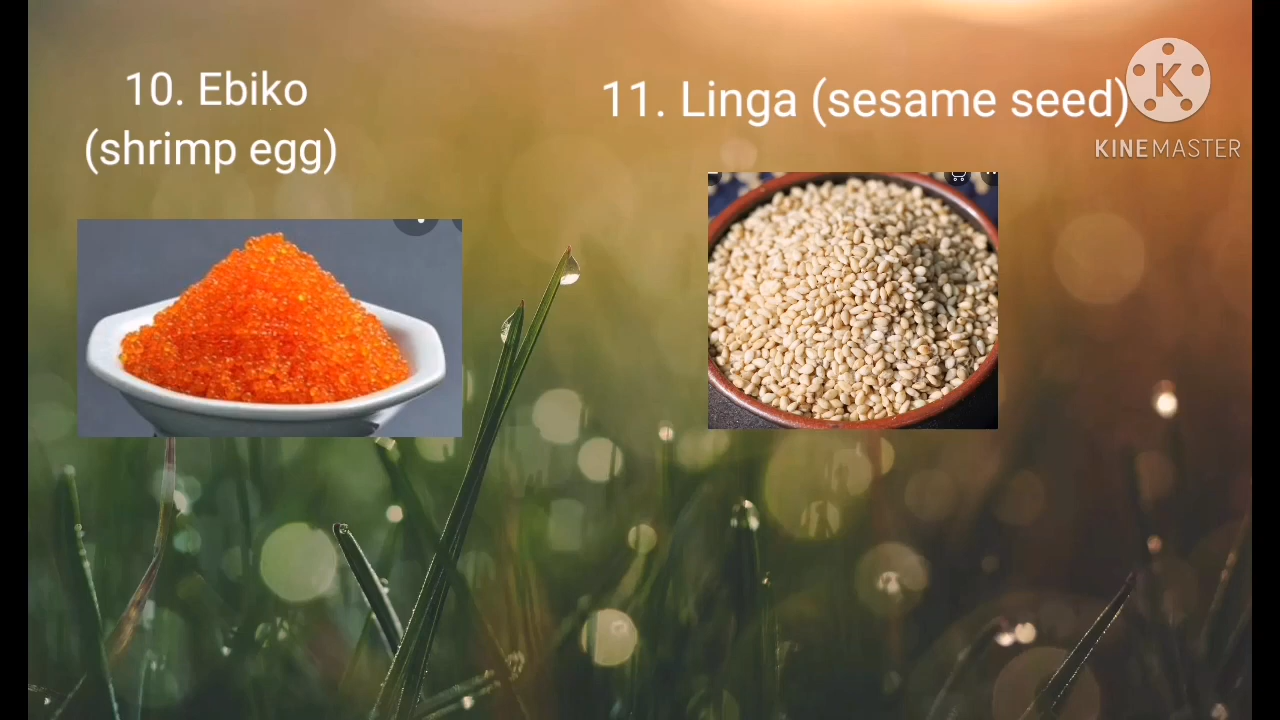 10. Ebiko
(shrimp egg)
11. Linga (sesame seed)
K
KINEMASTER